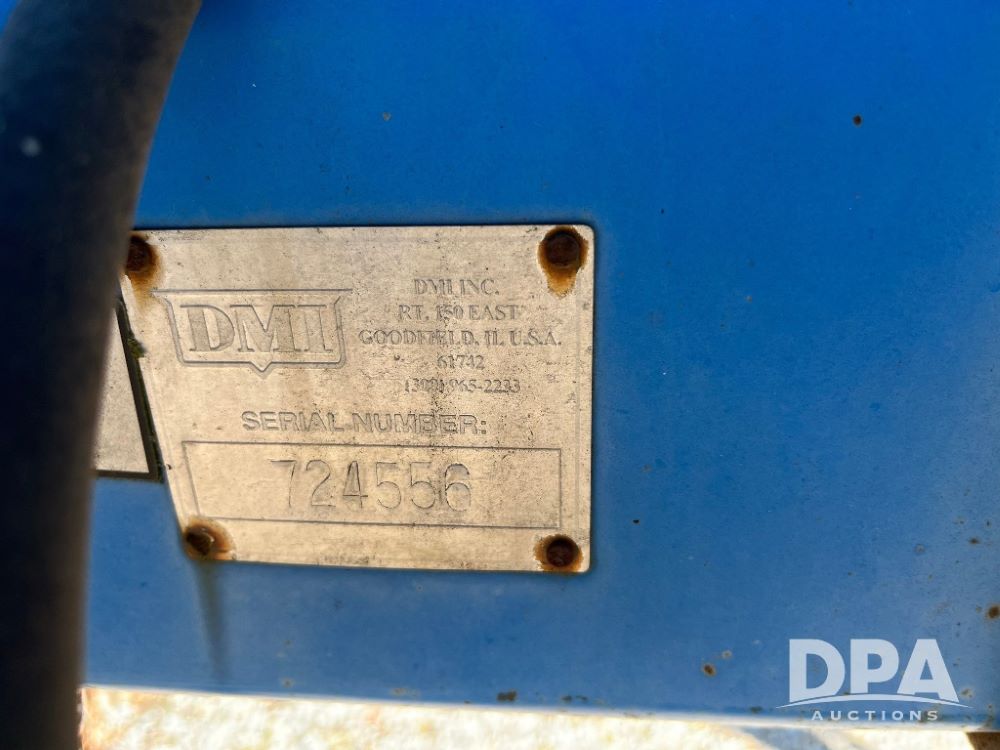 DMI
DMI INC.
RT. 150 EAST
GOODFIELD, IL U.S.A.
61742
(309) 965-2233
SERIAL NUMBER:
724556
DPA
AUCTIONS